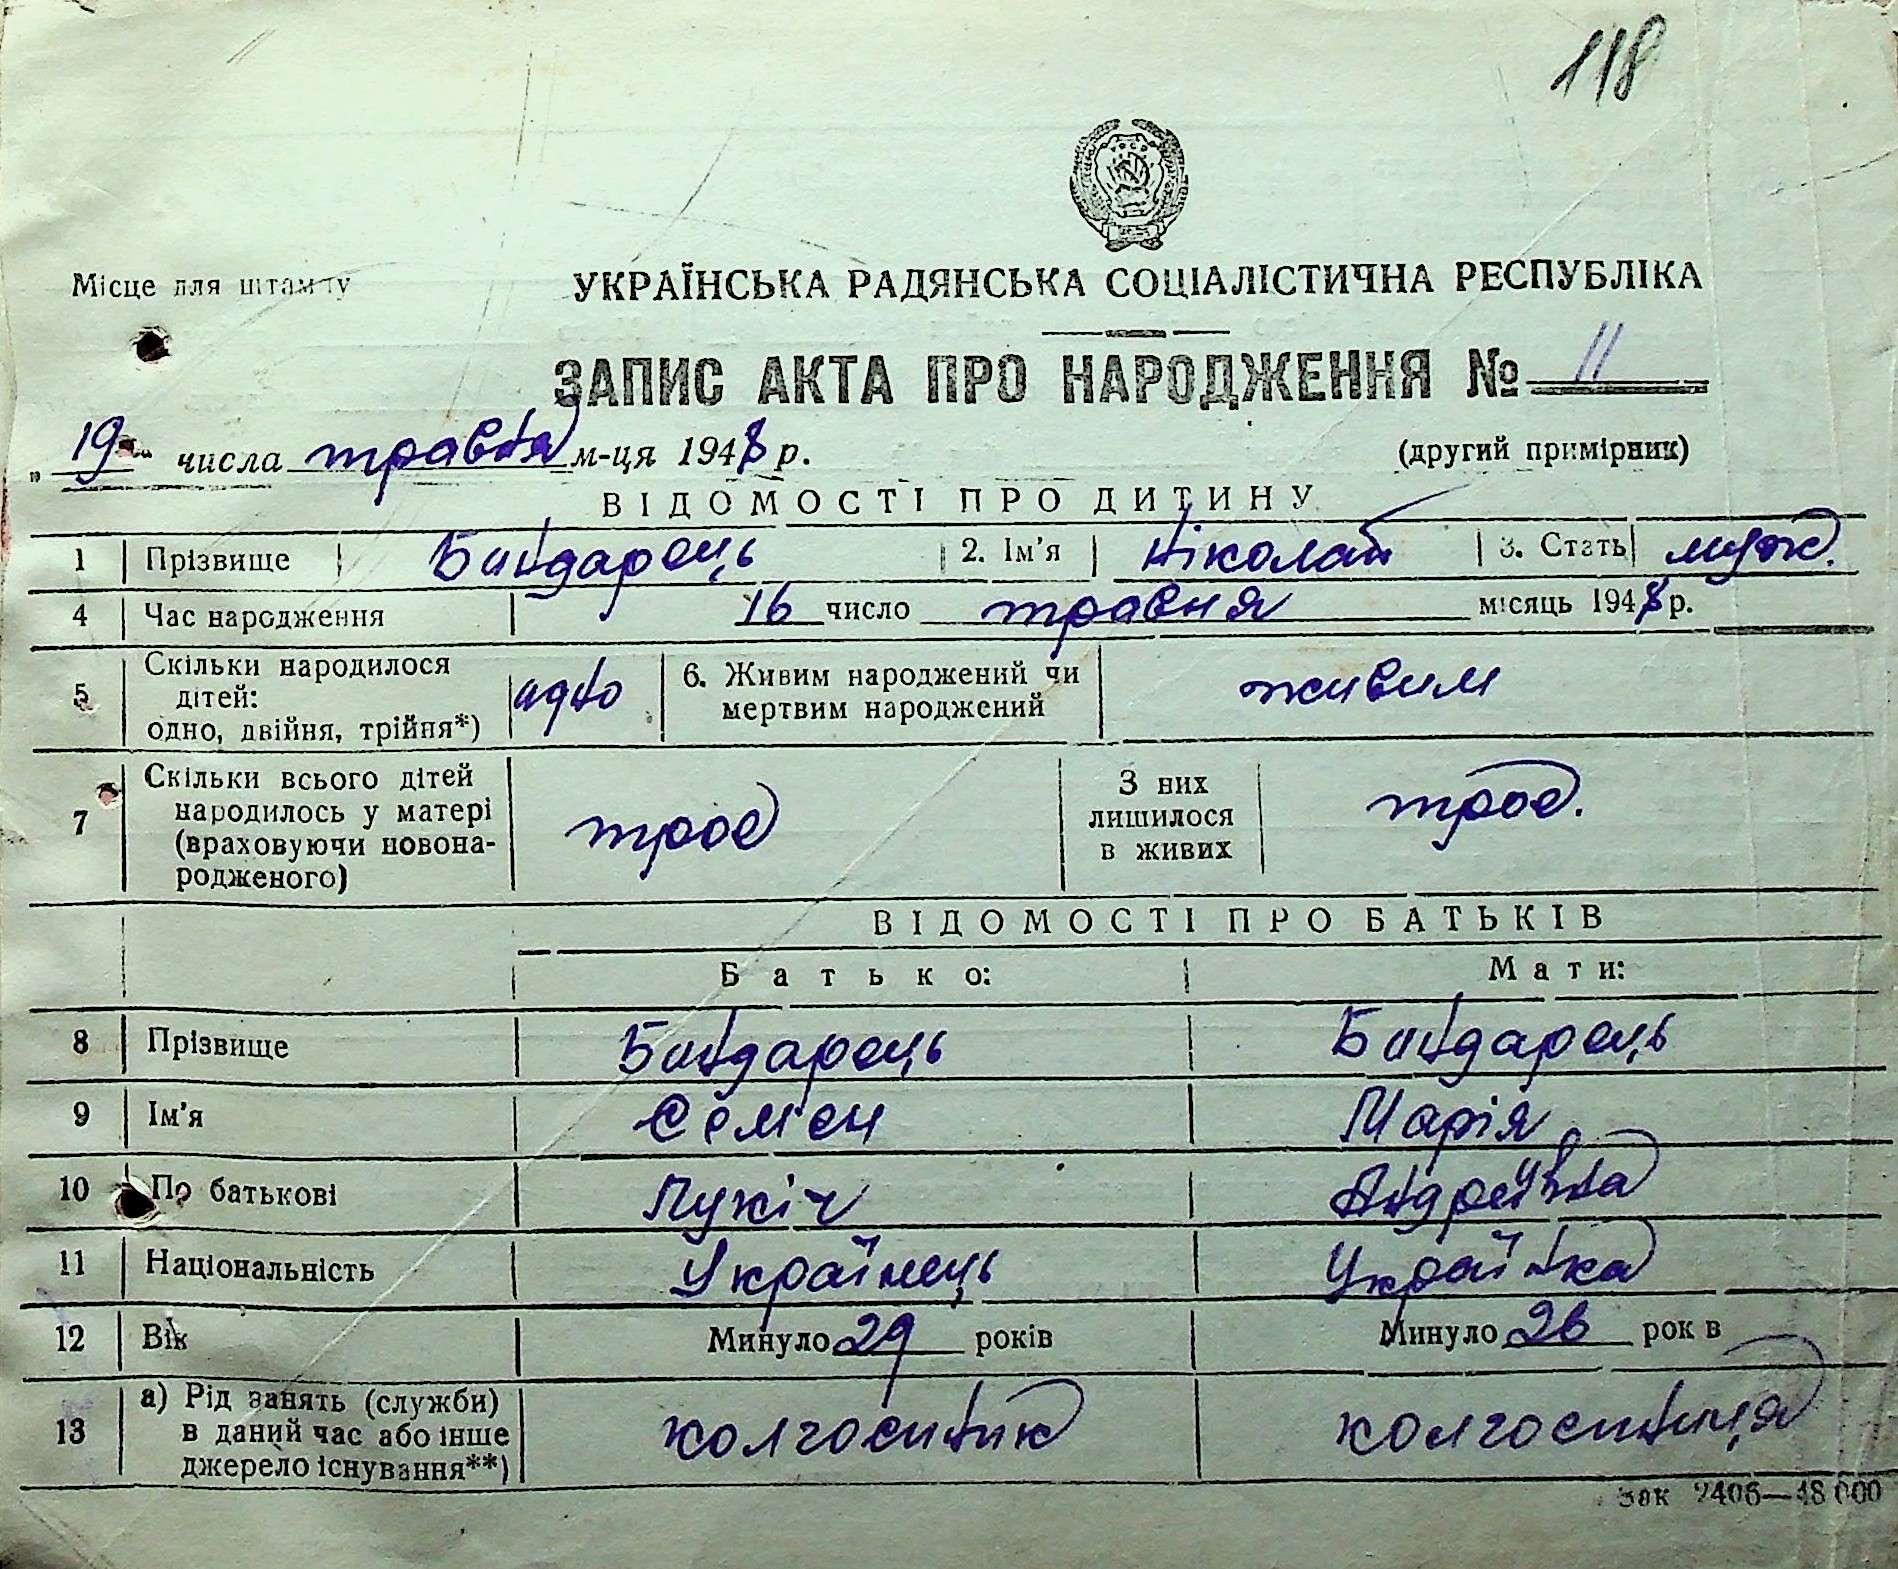 118
Місце для штампу
УКРАЇНСЬКА РАДЯНСЬКА СОЦІАЛІСТИЧНА РЕСПУБЛІКА
ЗАПИС АКТА ПРО НАРОДЖЕННЯ № 11
„19“ числа травня м-ця 1948 р. (другий примірник)
ВІДОМОСТІ ПРО ДИТИНУ
1 Прізвище Бондарець 2. Ім'я Ніколай 3. Стать муж.
4 Час народження 16 число травня місяць 1948 р.
5 Скільки народилося дітей: одно, двійня, трійня*) одно 6. Живим народжений чи мертвим народжений живим
7 Скільки всього дітей народилось у матері (враховуючи новонародженого) троє З них лишилося в живих троє.
ВІДОМОСТІ ПРО БАТЬКІВ
Батько: Мати:
8 Прізвище Бондарець Бондарець
9 Ім'я Семен Марія
10 По батькові Лукіч Андреївна
11 Національність Українець Українка
12 Вік Минуло 29 років Минуло 26 років
13 а) Рід занять (служби) в даний час або інше джерело існування**) колгоспник колгоспниця
Зак 2406—48 000